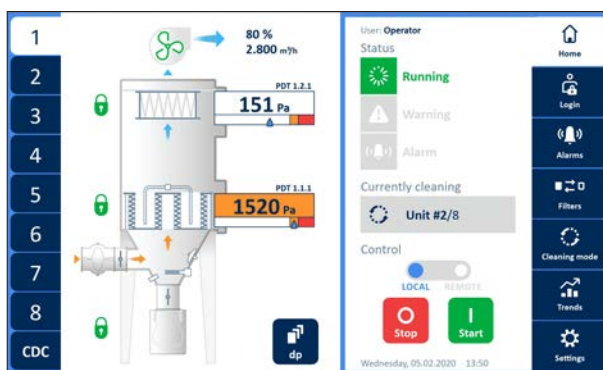 1
2
3
4
5
6
7
8
CDC
80 %
2.800 m³/h
PDT 1.2.1
151 Pa
PDT 1.1.1
1520 Pa
dp
User: Operator
Status
Running
Warning
Alarm
Currently cleaning
Unit #2/8
Control
LOCAL REMOTE
Stop Start
Wednesday, 05.02.2020 13:50
Home
Login
Alarms
Filters
Cleaning mode
Trends
Settings